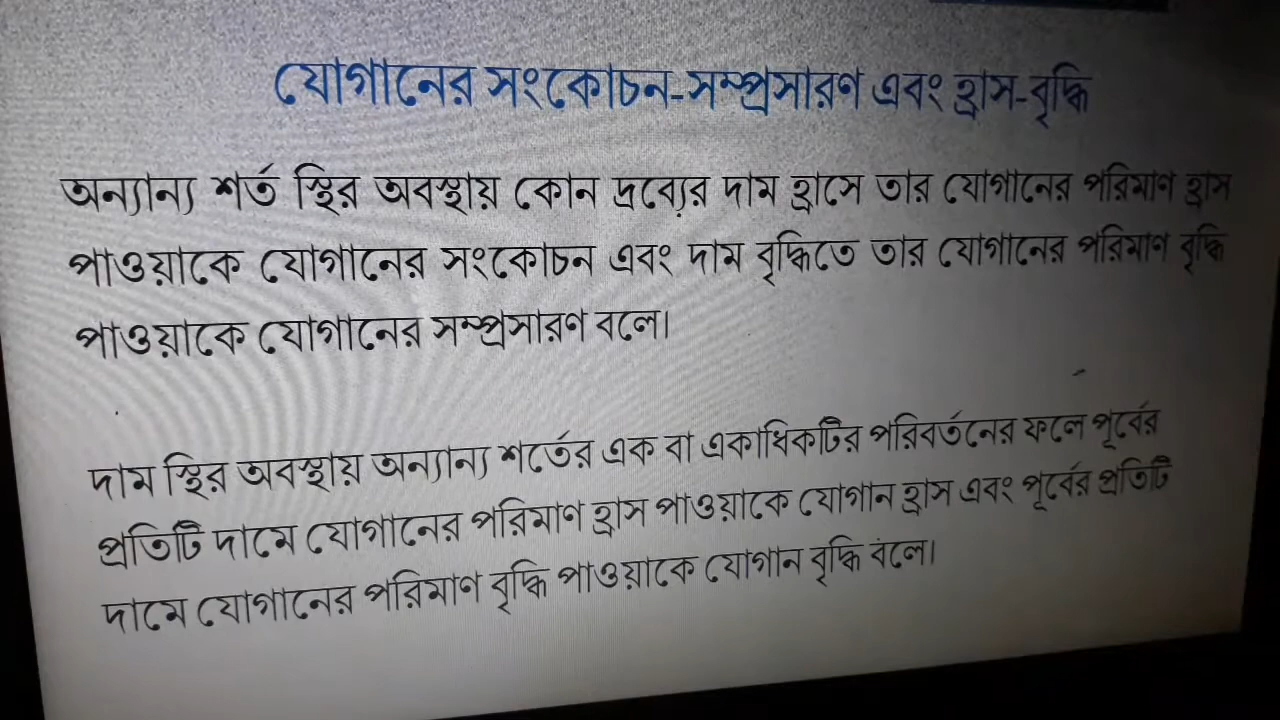 যোগানের সংকোচন-সম্প্রসারণ এবং হ্রাস-বৃদ্ধি
অন্যান্য শর্ত স্থির অবস্থায় কোন দ্রব্যের দাম হ্রাসে তার যোগানের পরিমাণ হ্রাস
পাওয়াকে যোগানের সংকোচন এবং দাম বৃদ্ধিতে তার যোগানের পরিমাণ বৃদ্ধি
পাওয়াকে যোগানের সম্প্রসারণ বলে।
দাম স্থির অবস্থায় অন্যান্য শর্তের এক বা একাধিকটির পরিবর্তনের ফলে পূর্বের
প্রতিটি দামে যোগানের পরিমাণ হ্রাস পাওয়াকে যোগান হ্রাস এবং পূর্বের প্রতিটি
দামে যোগানের পরিমাণ বৃদ্ধি পাওয়াকে যোগান বৃদ্ধি বলে।